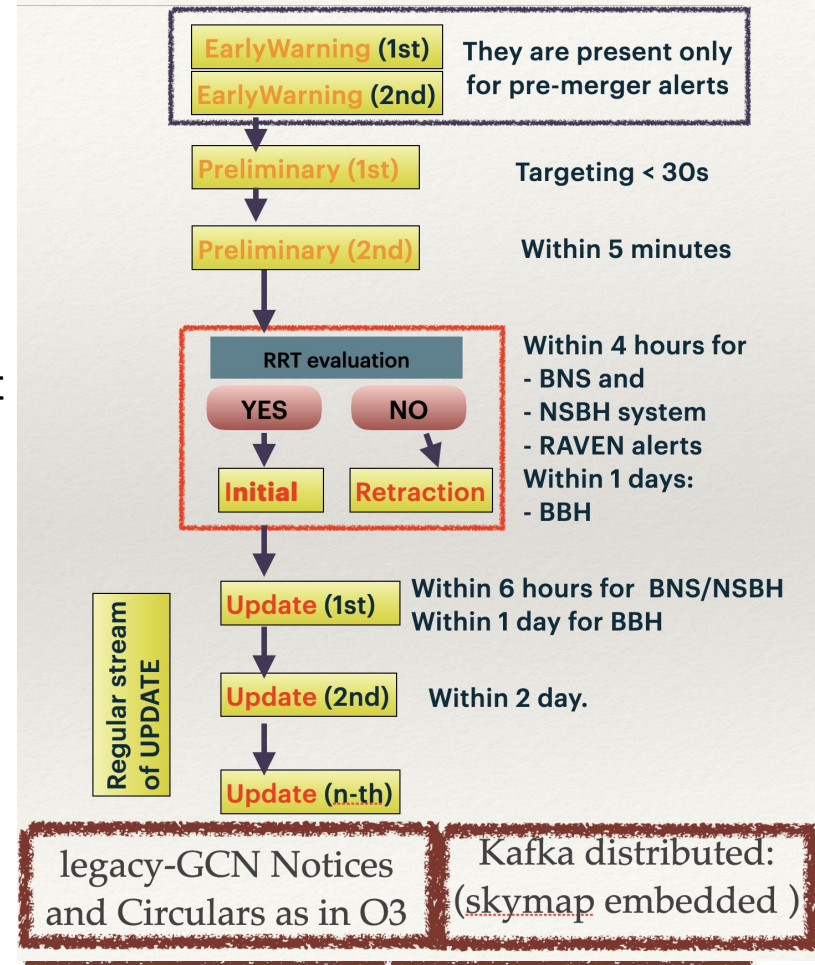 EarlyWarning (1st)
EarlyWarning (2nd)
They are present only
for pre-merger alerts
Preliminary (1st)
Targeting < 30s
Preliminary (2nd)
Within 5 minutes
RRT evaluation
YES
NO
Initial
Retraction
Within 4 hours for
- BNS and
- NSBH system
- RAVEN alerts
Within 1 days:
- BBH
Update (1st)
Within 6 hours for BNS/NSBH
Within 1 day for BBH
Regular stream
of UPDATE
Update (2nd)
Within 2 day.
Update (n-th)
legacy-GCN Notices
and Circulars as in O3
Kafka distributed:
(skymap embedded )